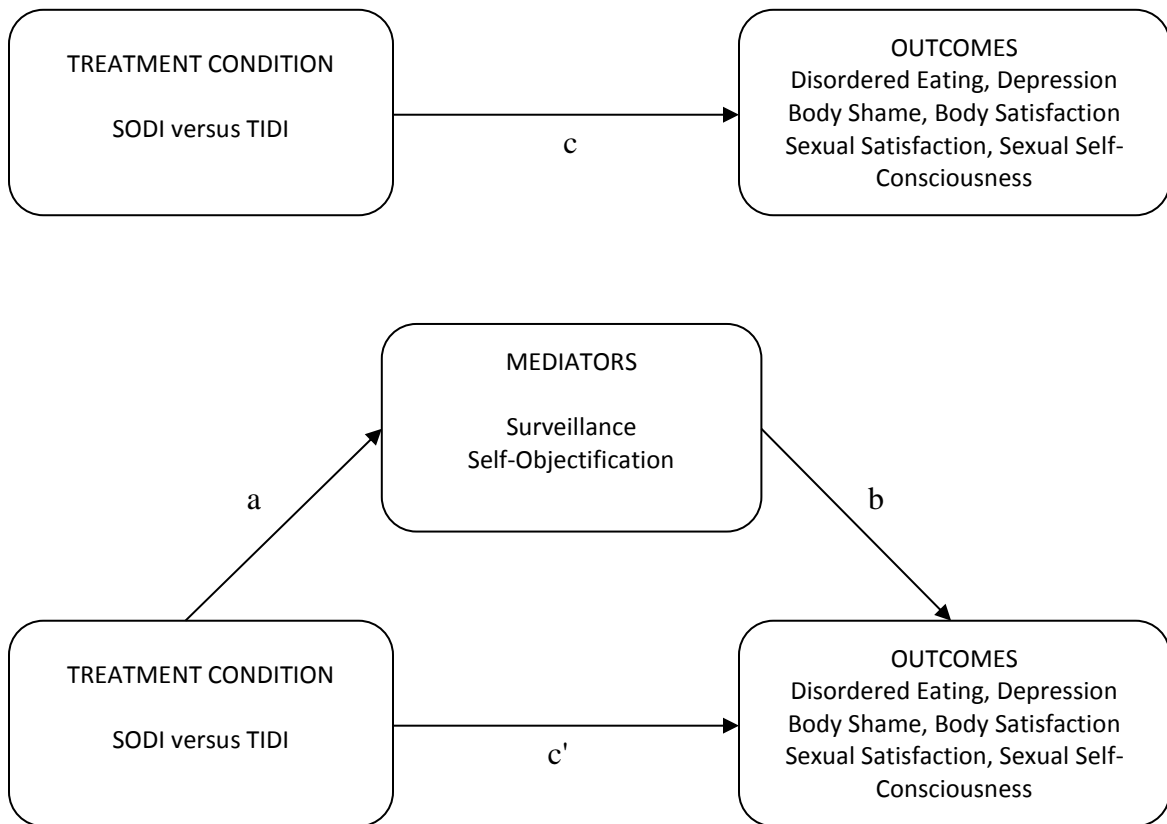 TREATMENT CONDITION
SODI versus TIDI
c
OUTCOMES
Disordered Eating, Depression
Body Shame, Body Satisfaction
Sexual Satisfaction, Sexual Self-
Consciousness
MEDIATORS
Surveillance
Self-Objectification
a
b
TREATMENT CONDITION
SODI versus TIDI
c'
OUTCOMES
Disordered Eating, Depression
Body Shame, Body Satisfaction
Sexual Satisfaction, Sexual Self-
Consciousness